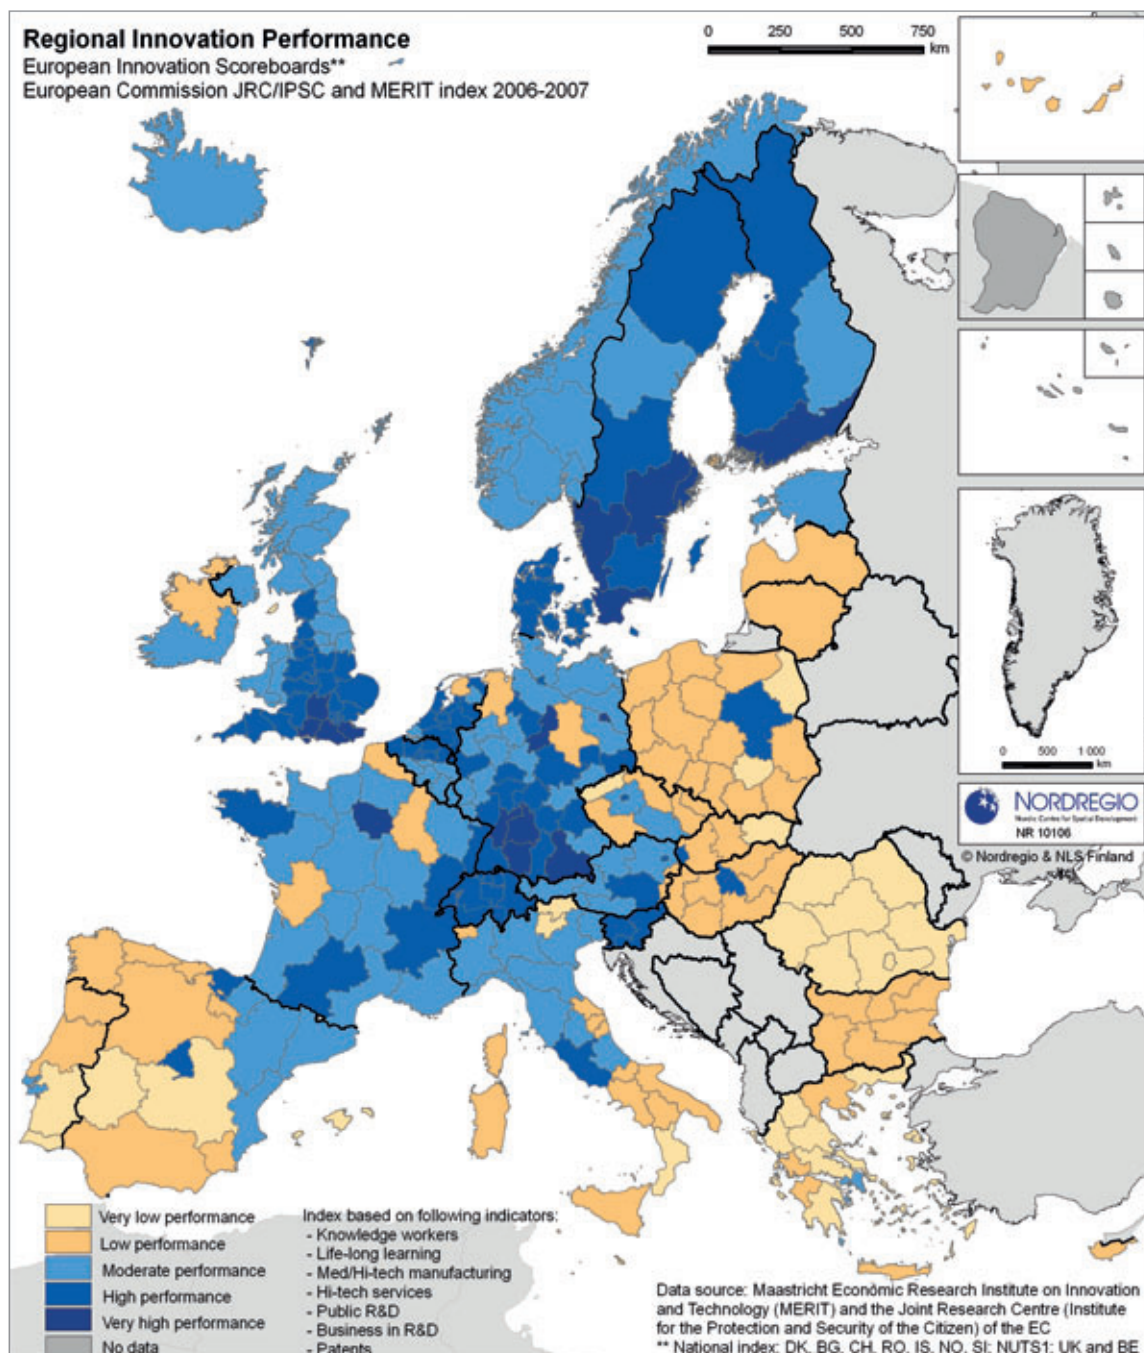 Regional Innovation Performance
European Innovation Scoreboards**
European Commission JRC/IPSC and MERIT index 2006-2007
0 250 500 750
km
0 500 1 000
km
NORDREGIO
Nordic Centre for Spatial Development
NR 10106
© Nordregio & NLS Finland
Very low performance
Low performance
Moderate performance
High performance
Very high performance
No data
Index based on following indicators:
- Knowledge workers
- Life-long learning
- Med/Hi-tech manufacturing
- Hi-tech services
- Public R&D
- Business in R&D
- Patents
Data source: Maastricht Economic Research Institute on Innovation
and Technology (MERIT) and the Joint Research Centre (Institute
for the Protection and Security of the Citizen) of the EC
** National index: DK, BG, CH, RO, IS, NO, SI; NUTS1: UK and BE